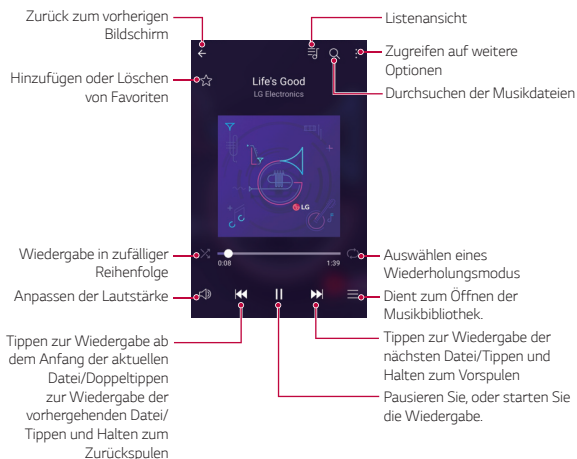 Zurück zum vorherigen
Bildschirm
Hinzufügen oder Löschen
von Favoriten
Wiedergabe in zufälliger
Reihenfolge
Anpassen der Lautstärke
Tippen zur Wiedergabe ab
dem Anfang der aktuellen
Datei/Doppeltippen
zur Wiedergabe der
vorhergehenden Datei/
Tippen und Halten zum
Zurückspulen
Life's Good
LG Electronics
LG
0:08
1:39
Listenansicht
Zugreifen auf weitere
Optionen
Durchsuchen der Musikdateien
Auswählen eines
Wiederholungsmodus
Dient zum Öffnen der
Musikbibliothek.
Tippen zur Wiedergabe der
nächsten Datei/Tippen und
Halten zum Vorspulen
Pausieren Sie, oder starten Sie
die Wiedergabe.